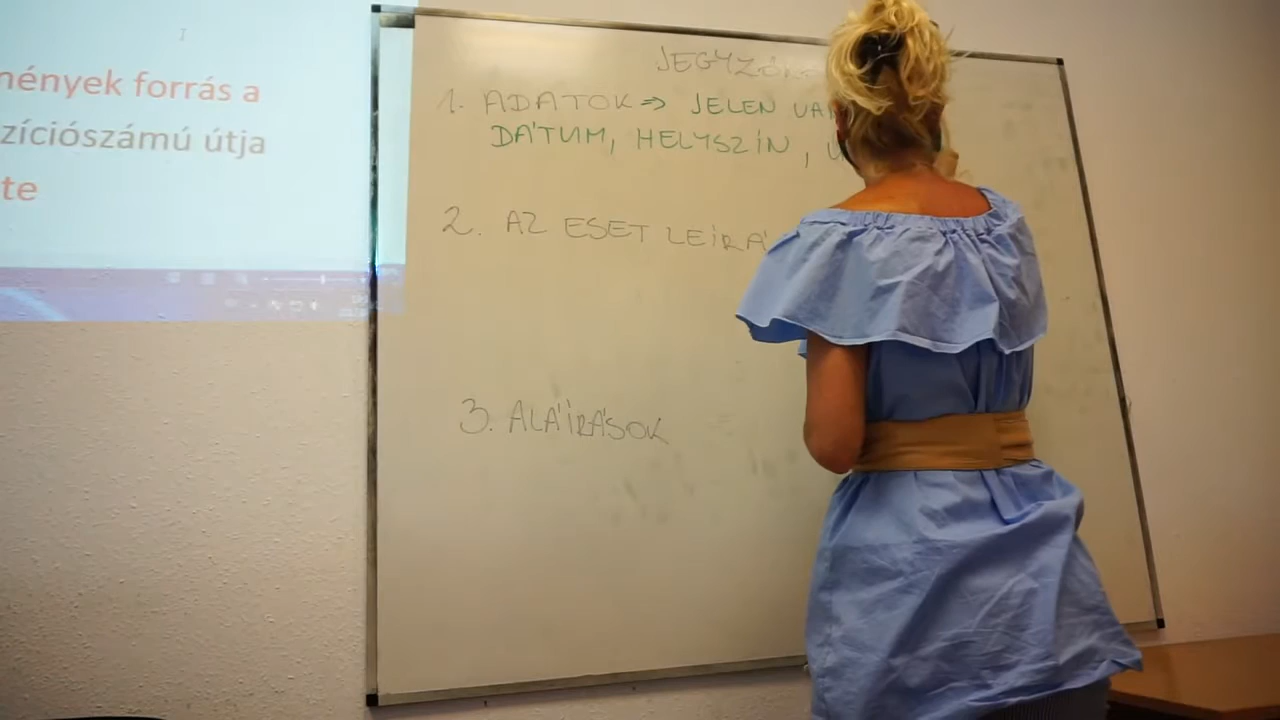 mények forrás a
zíciószámú útja
te
JEGYZŐK
1. ADATOK => JELEN VA
DÁTUM, HELYSZÍN,
2. AZ ESET LEÍRÁ
3. ALÁÍRÁSOK